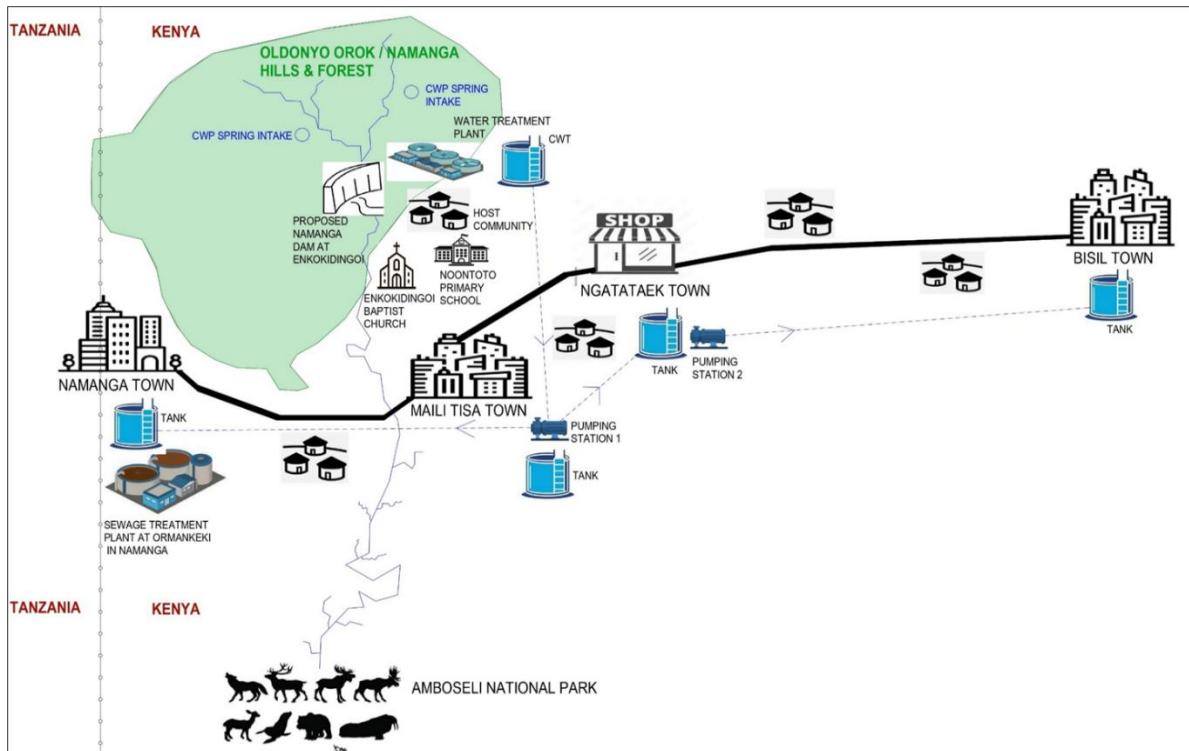 TANZANIA
KENYA
OLDONYO OROK / NAMANGA
HILLS & FOREST
CWP SPRING
INTAKE
CWP SPRING INTAKE
WATER TREATMENT
PLANT
CWT
PROPOSED
NAMANGA
DAM AT
ENKOKIDINGOI
HOST
COMMUNITY
NOONTOTO
PRIMARY
SCHOOL
ENKOKIDINGOI
BAPTIST
CHURCH
SHOP
NGATATAEK TOWN
BISIL TOWN
NAMANGA TOWN
MAILI TISA TOWN
TANK
PUMPING
STATION 2
TANK
TANK
PUMPING
STATION 1
TANK
SEWAGE TREATMENT
PLANT AT ORMANKEKI
IN NAMANGA
TANZANIA
KENYA
AMBOSELI NATIONAL PARK